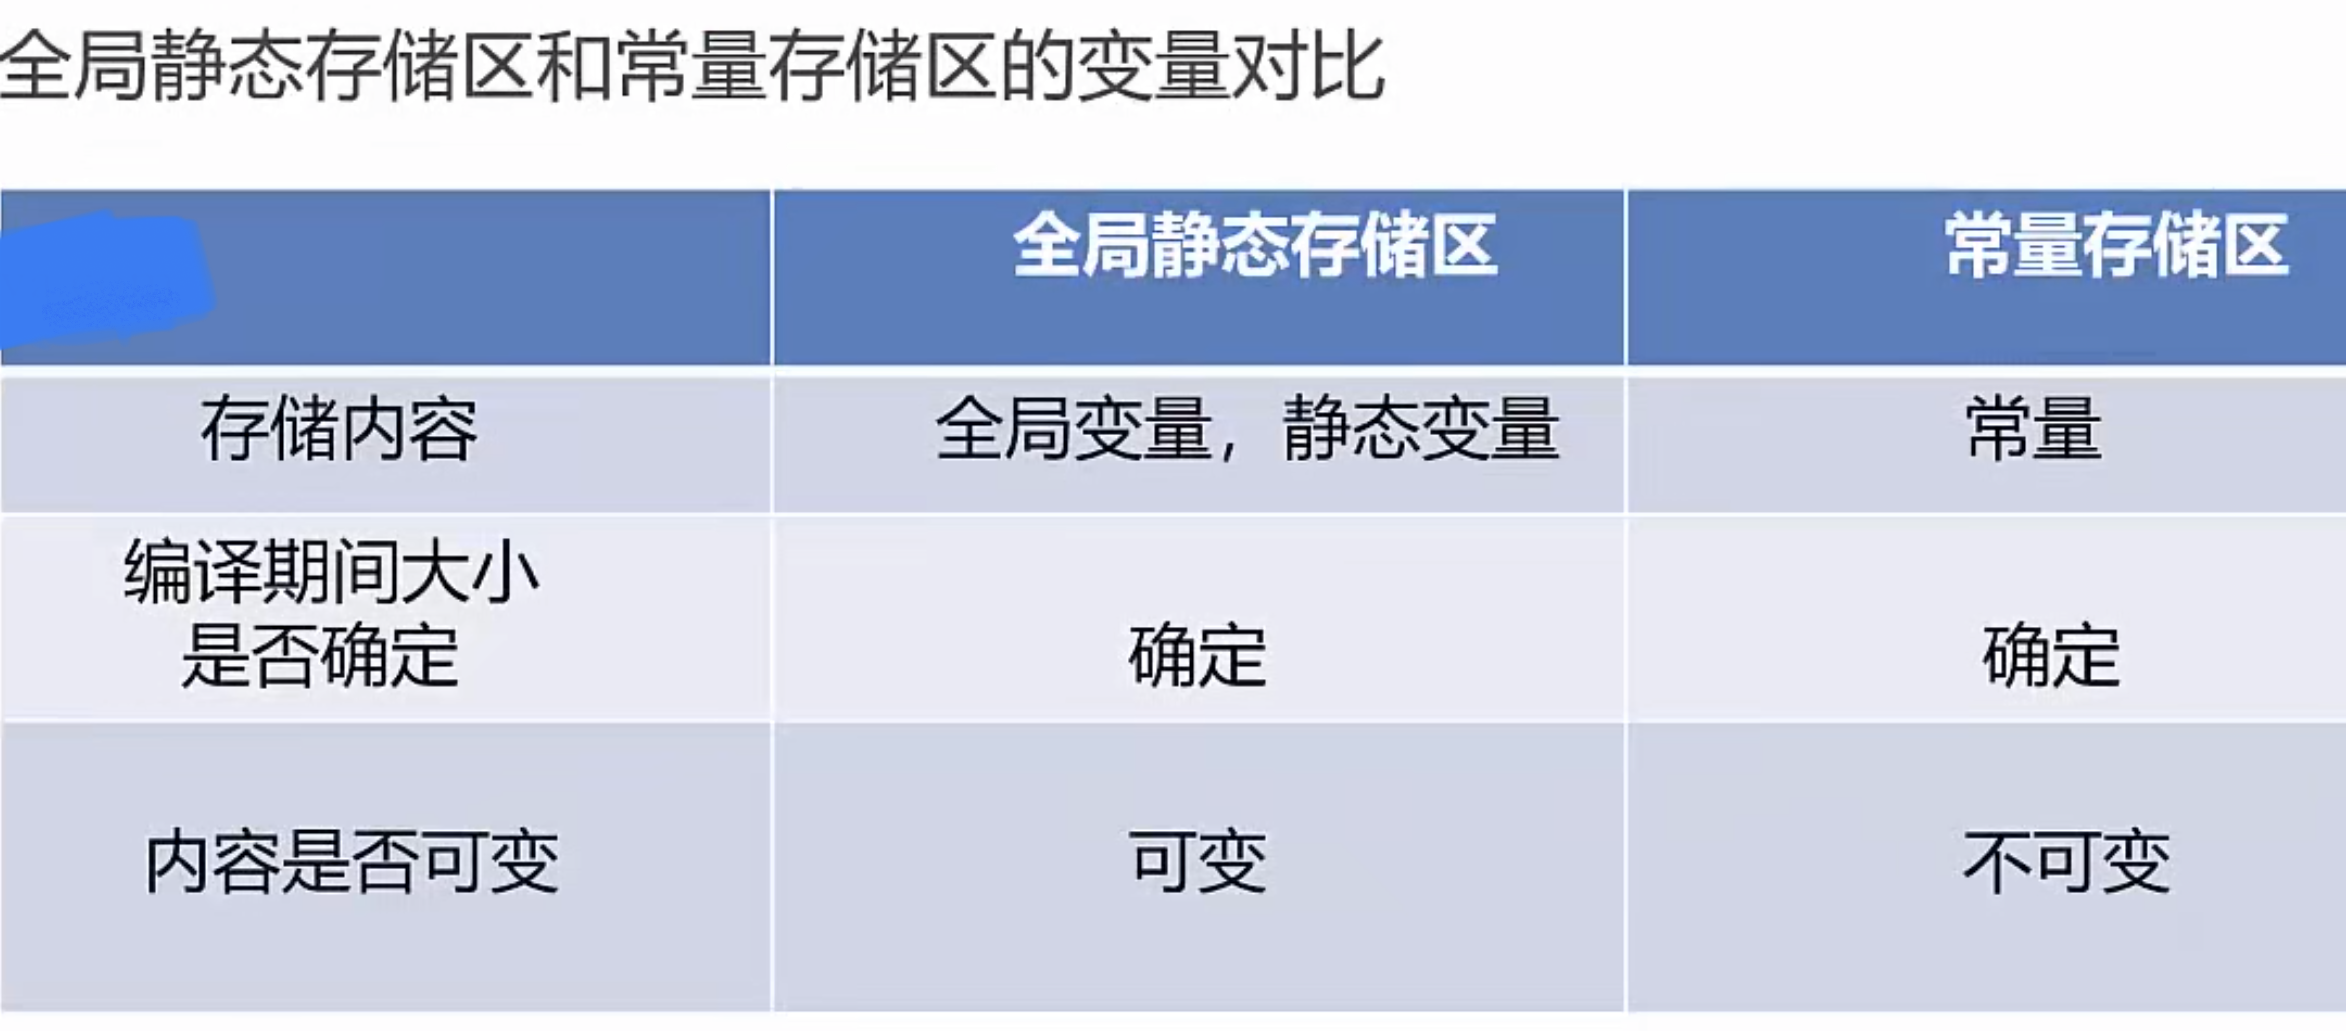 全局静态存储区和常量存储区的变量对比
全局静态存储区 常量存储区
存储内容 全局变量，静态变量 常量
编译期间大小
是否确定 确定 确定
内容是否可变 可变 不可变